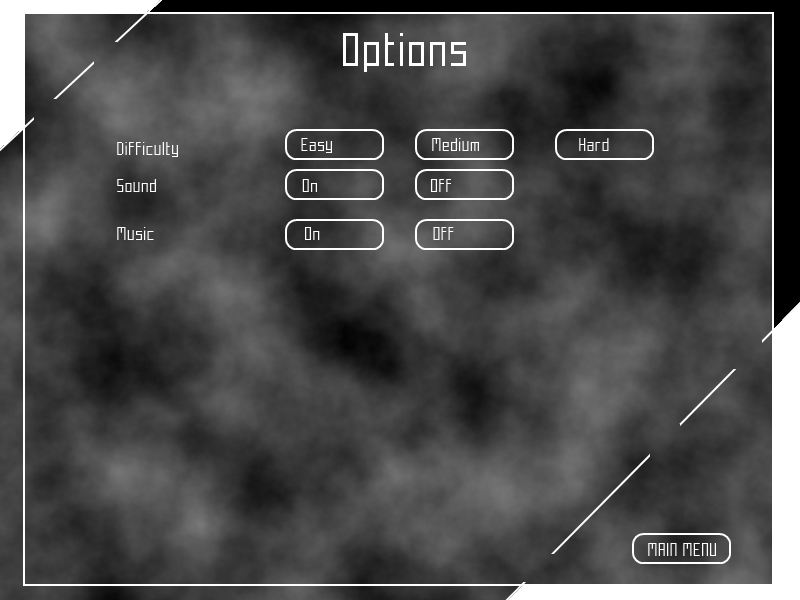 Options
Difficulty Easy Medium Hard
Sound On Off
Music On Off
MAIN MENU